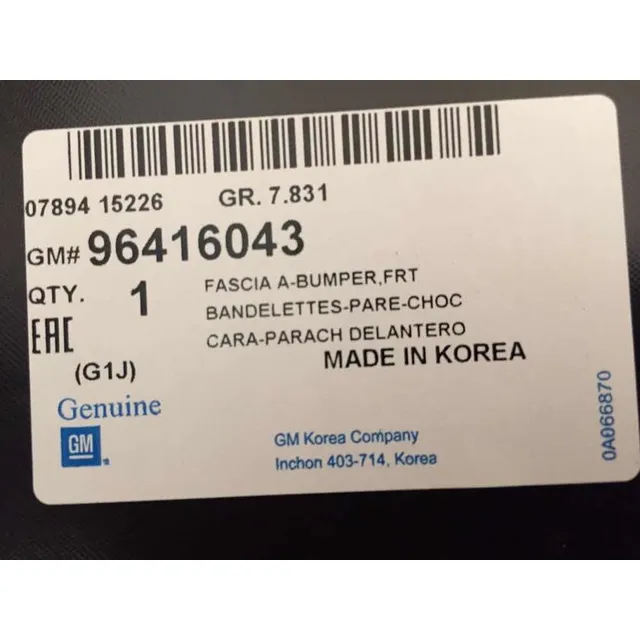 07894 15226 GR. 7.831
GM# 96416043
QTY. 1
FASCIA A-BUMPER,FRT
BANDELETTES-PARE-CHOC
CARA-PARACH DELANTERO
EAC
MADE IN KOREA
(G1J)
Genuine
GM
GM Korea Company
Inchon 403-714, Korea
0A066870